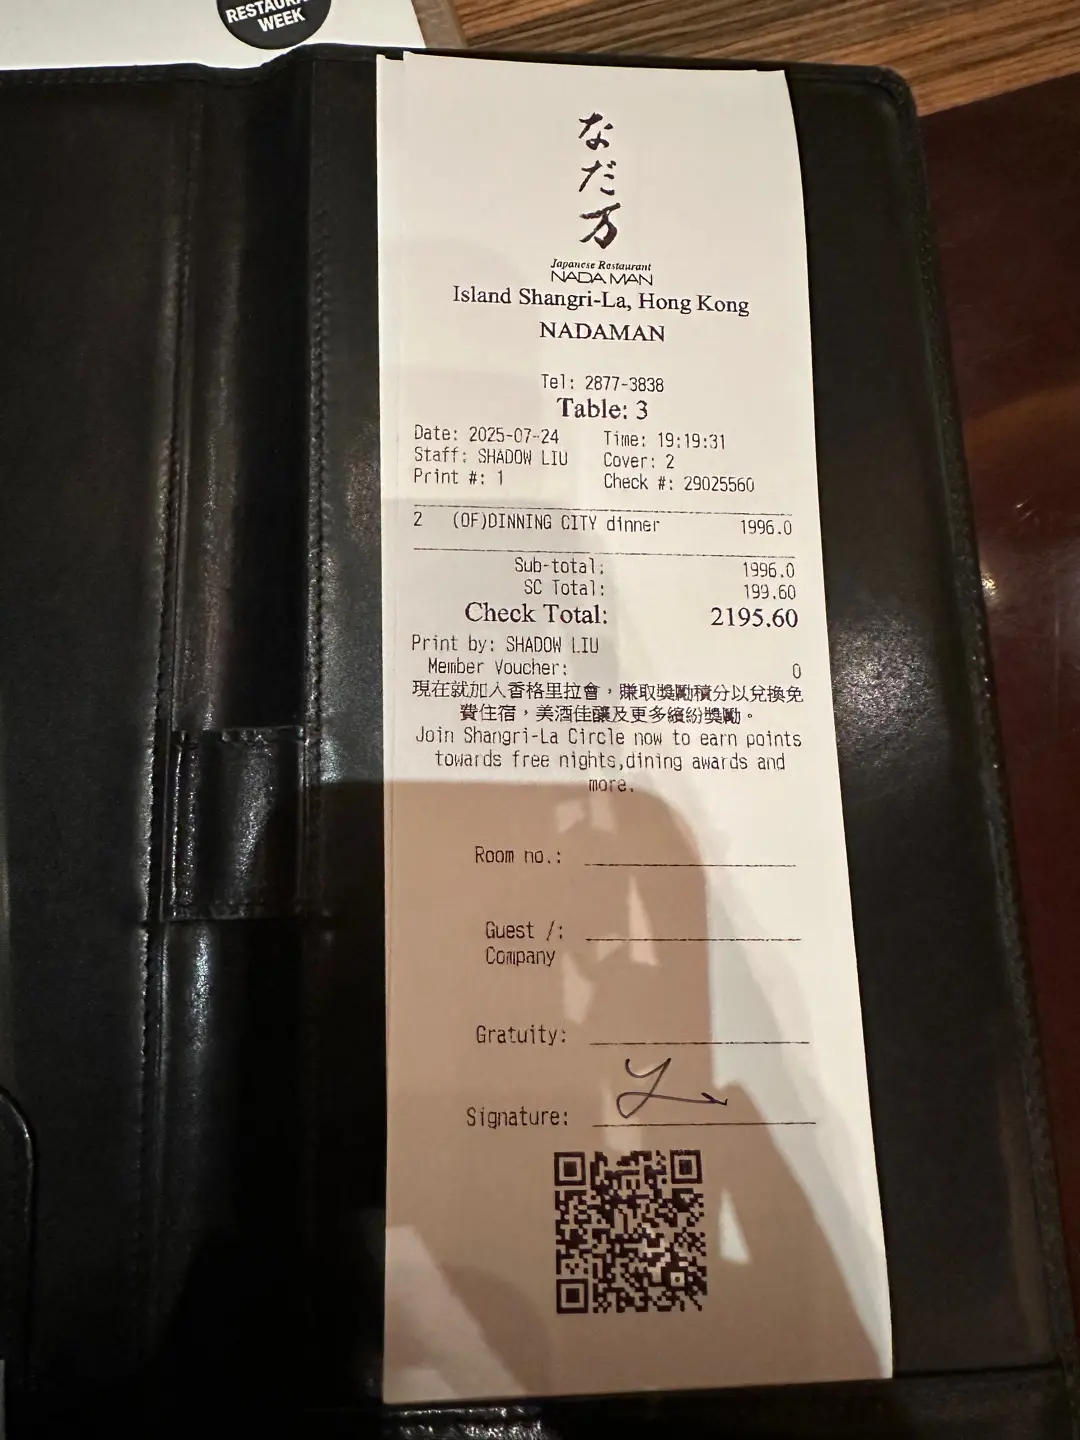 RESTAURA
WEEK
なだ万
Japanese Restaurant
NADA MAN
Island Shangri-La, Hong Kong
NADAMAN
Tel: 2877-3838
Table: 3
Date: 2025-07-24 Time: 19:19:31
Staff: SHADOW LIU Cover: 2
Print #: 1 Check #: 29025560
2 (OF)DINNING CITY dinner 1996.0
Sub-total: 1996.0
SC Total: 199.60
Check Total: 2195.60
Print by: SHADOW LIU
Member Voucher: 0
現在就加入香格里拉會，賺取獎勵積分以兌換免
費住宿，美酒佳釀及更多繽紛獎勵。
Join Shangri-La Circle now to earn points
towards free nights,dining awards and
more.
Room no.:
Guest /:
Company
Gratuity:
Signature: